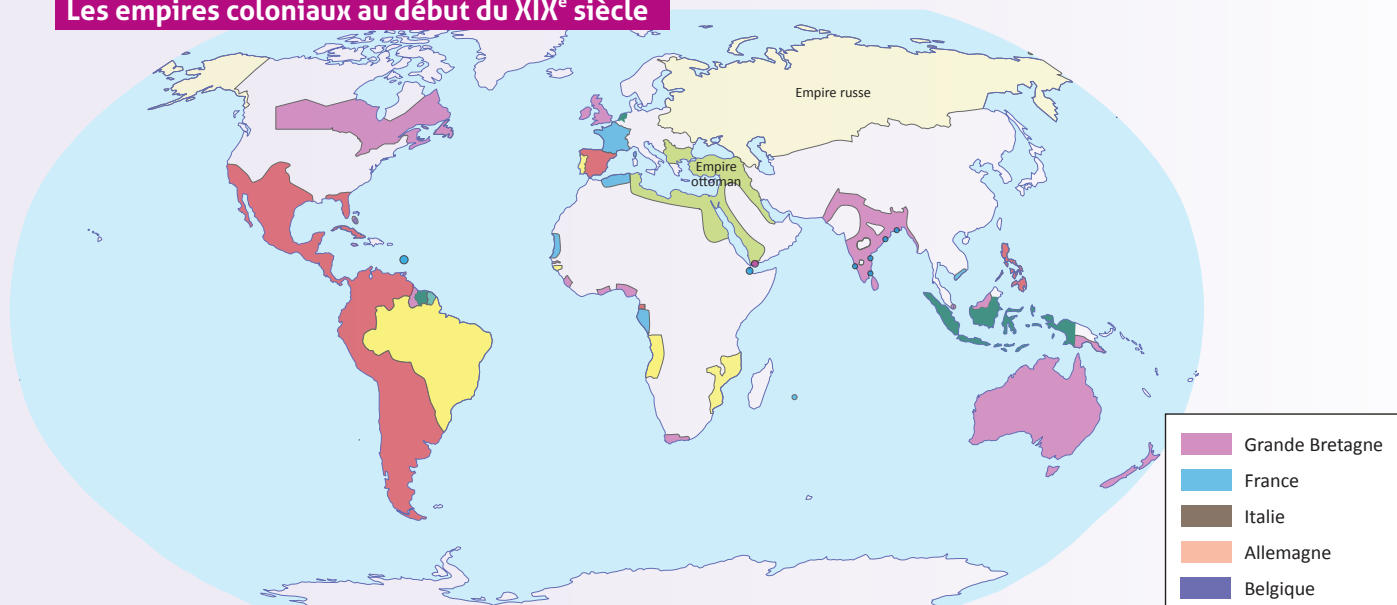 Les empires coloniaux au début du XIXe siècle
Empire russe
Empire
ottoman
Grande Bretagne
France
Italie
Allemagne
Belgique